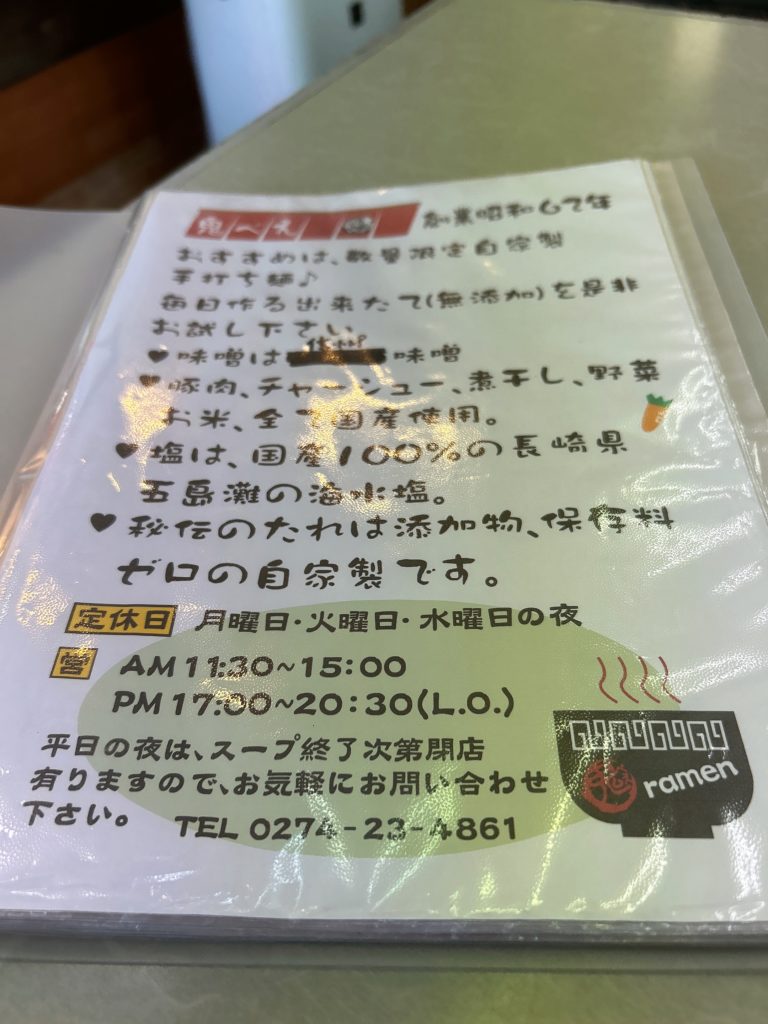 鬼べえ 創業昭和62年
おすすめは、数量限定自家製
手打ち麺♪
毎日作る出来たて(無添加)を是非
お試し下さい。
♥味噌は信州味噌
♥豚肉、チャーシュー、煮干し、野菜
お米、全て国産使用。
♥塩は、国産100%の長崎県
五島灘の海水塩。
♥秘伝のたれは添加物、保存料
ゼロの自家製です。
定休日 月曜日・火曜日・水曜日の夜
営 AM11:30~15:00
PM17:00~20:30(L.O.)
平日の夜は、スープ終了次第閉店
有りますので、お気軽にお問い合わせ
下さい。 TEL 0274-23-4861
ramen